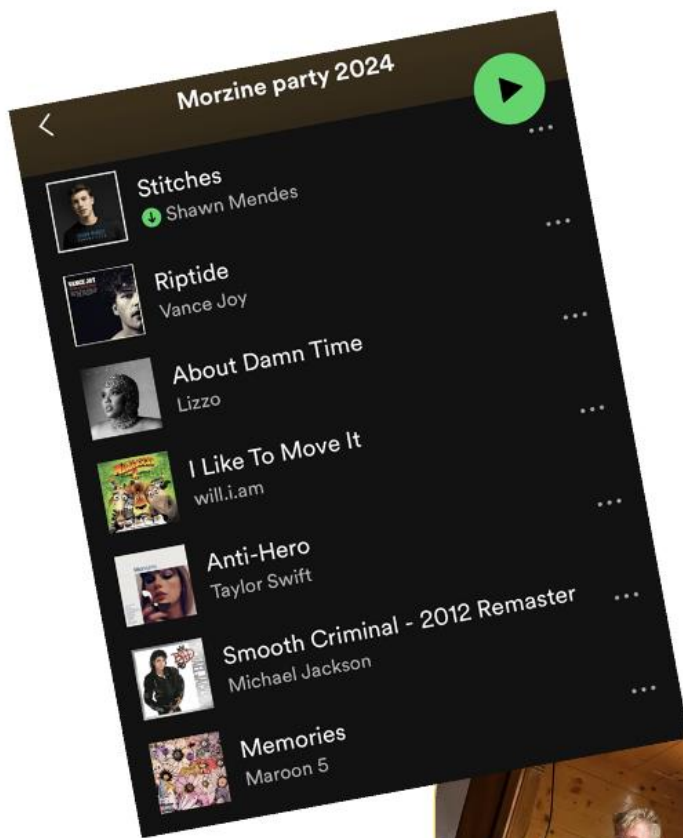 Morzine party 2024
Stitches
Shawn Mendes
Riptide
Vance Joy
About Damn Time
Lizzo
I Like To Move It
will.i.am
Anti-Hero
Taylor Swift
Smooth Criminal - 2012 Remaster
Michael Jackson
Memories
Maroon 5